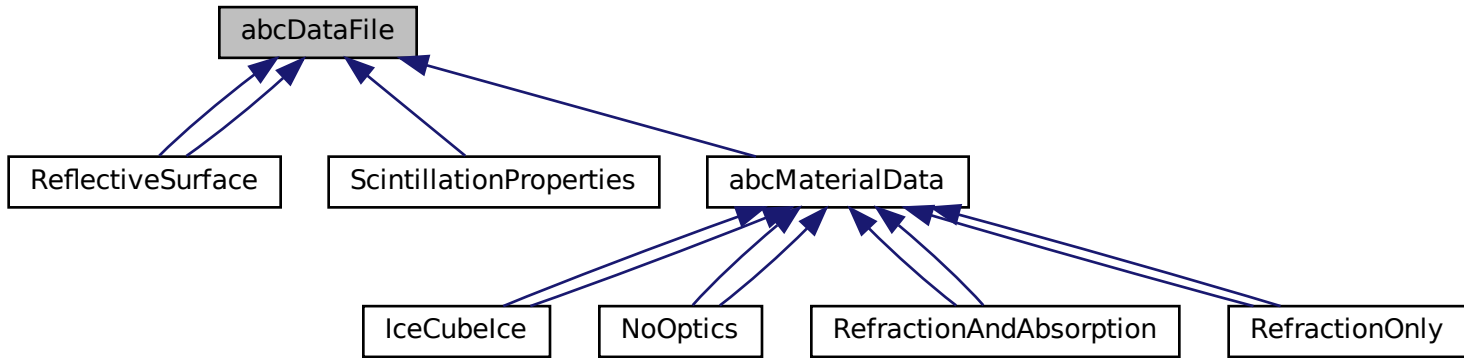 abcDataFile
ReflectiveSurface
ScintillationProperties
abcMaterialData
IceCubeIce
NoOptics
RefractionAndAbsorption
RefractionOnly